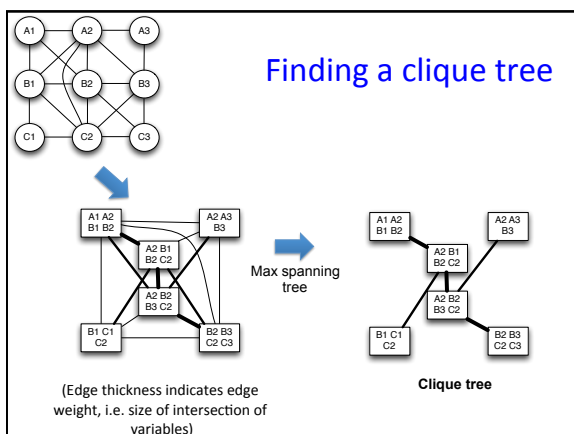 Finding a clique tree
A1 A2 A3
B1 B2 B3
C1 C2 C3
A1 A2
B1 B2
A2 A3
B3
A2 B1
B2 C2
A2 B2
B3 C2
B1 C1
C2
B2 B3
C2 C3
(Edge thickness indicates edge
weight, i.e. size of intersection of
variables)
Max spanning
tree
A1 A2
B1 B2
A2 A3
B3
A2 B1
B2 C2
A2 B2
B3 C2
B1 C1
C2
B2 B3
C2 C3
Clique tree